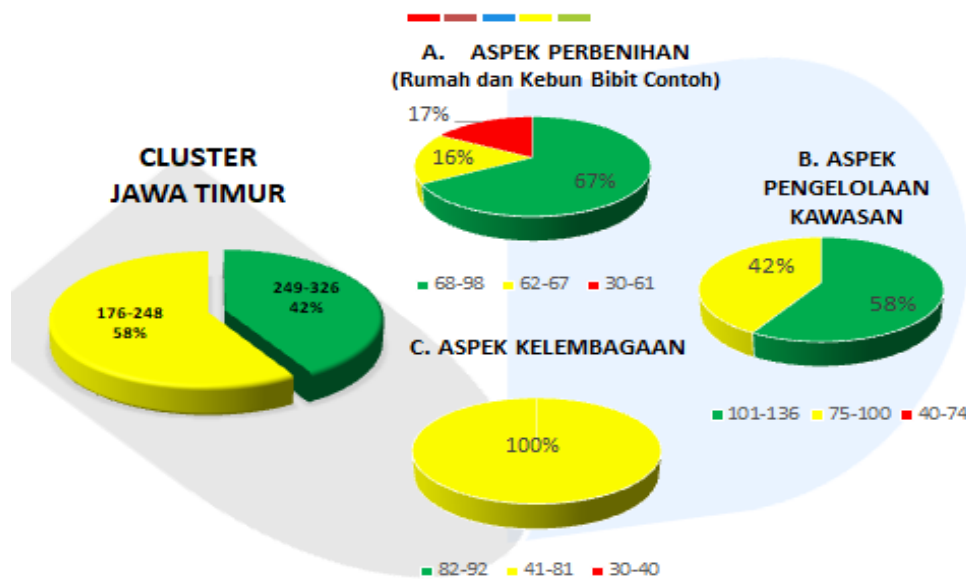 CLUSTER
JAWA TIMUR
249-326
42%
176-248
58%
A. ASPEK PERBENIHAN
(Rumah dan Kebun Bibit Contoh)
17%
16%
67%
68-98 62-67 30-61
B. ASPEK
PENGELOLAAN
KAWASAN
42%
58%
101-136 75-100 40-74
C. ASPEK KELEMBAGAAN
100%
82-92 41-81 30-40